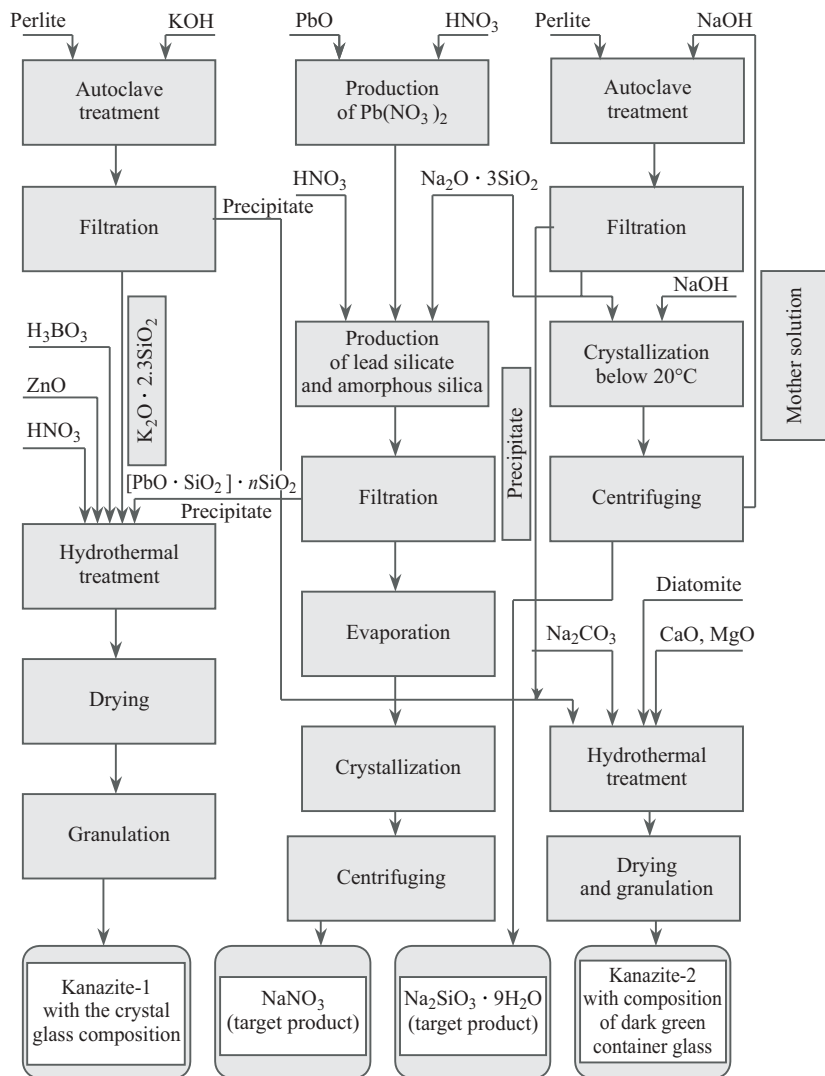 Perlite
KOH
PbO
HNO₃
Perlite
NaOH
Autoclave
treatment
Production
of Pb(NO₃)₂
Autoclave
treatment
HNO₃
Na₂O · 3SiO₂
Precipitate
Filtration
Filtration
NaOH
Mother solution
H₃BO₃
K₂O · 2.3SiO₂
Production
of lead silicate
and amorphous silica
Crystallization
below 20°C
ZnO
HNO₃
Precipitate
[PbO · SiO₂] · nSiO₂
Precipitate
Filtration
Centrifuging
Hydrothermal
treatment
Diatomite
Evaporation
Na₂CO₃
CaO, MgO
Drying
Crystallization
Hydrothermal
treatment
Granulation
Centrifuging
Drying
and granulation
Kanazite-1
with the crystal
glass composition
NaNO₃
(target product)
Na₂SiO₃ · 9H₂O
(target product)
Kanazite-2
with composition
of dark green
container glass